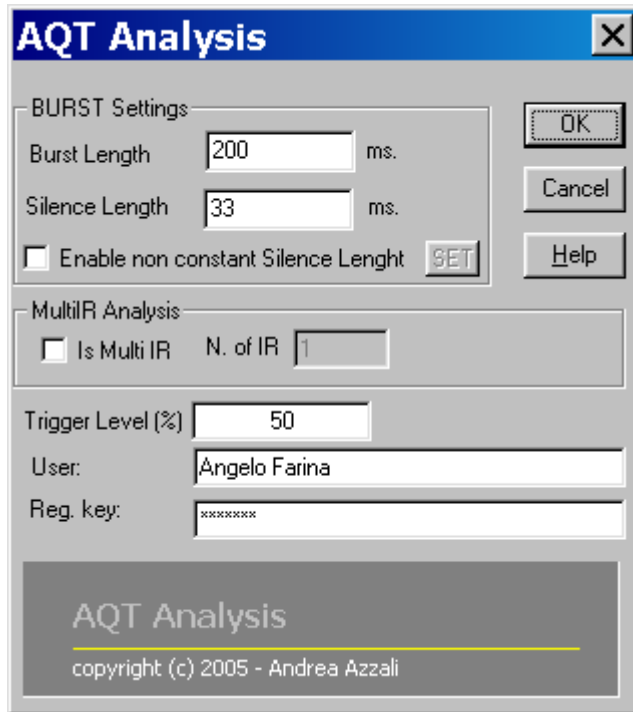 AQT Analysis
BURST Settings
Burst Length 200 ms.
Silence Length 33 ms.
Enable non constant Silence Lenght SET
OK
Cancel
Help
MultiIR Analysis
Is Multi IR N. of IR 1
Trigger Level (%) 50
User: Angelo Farina
Reg. key: *******
AQT Analysis
copyright (c) 2005 - Andrea Azzali